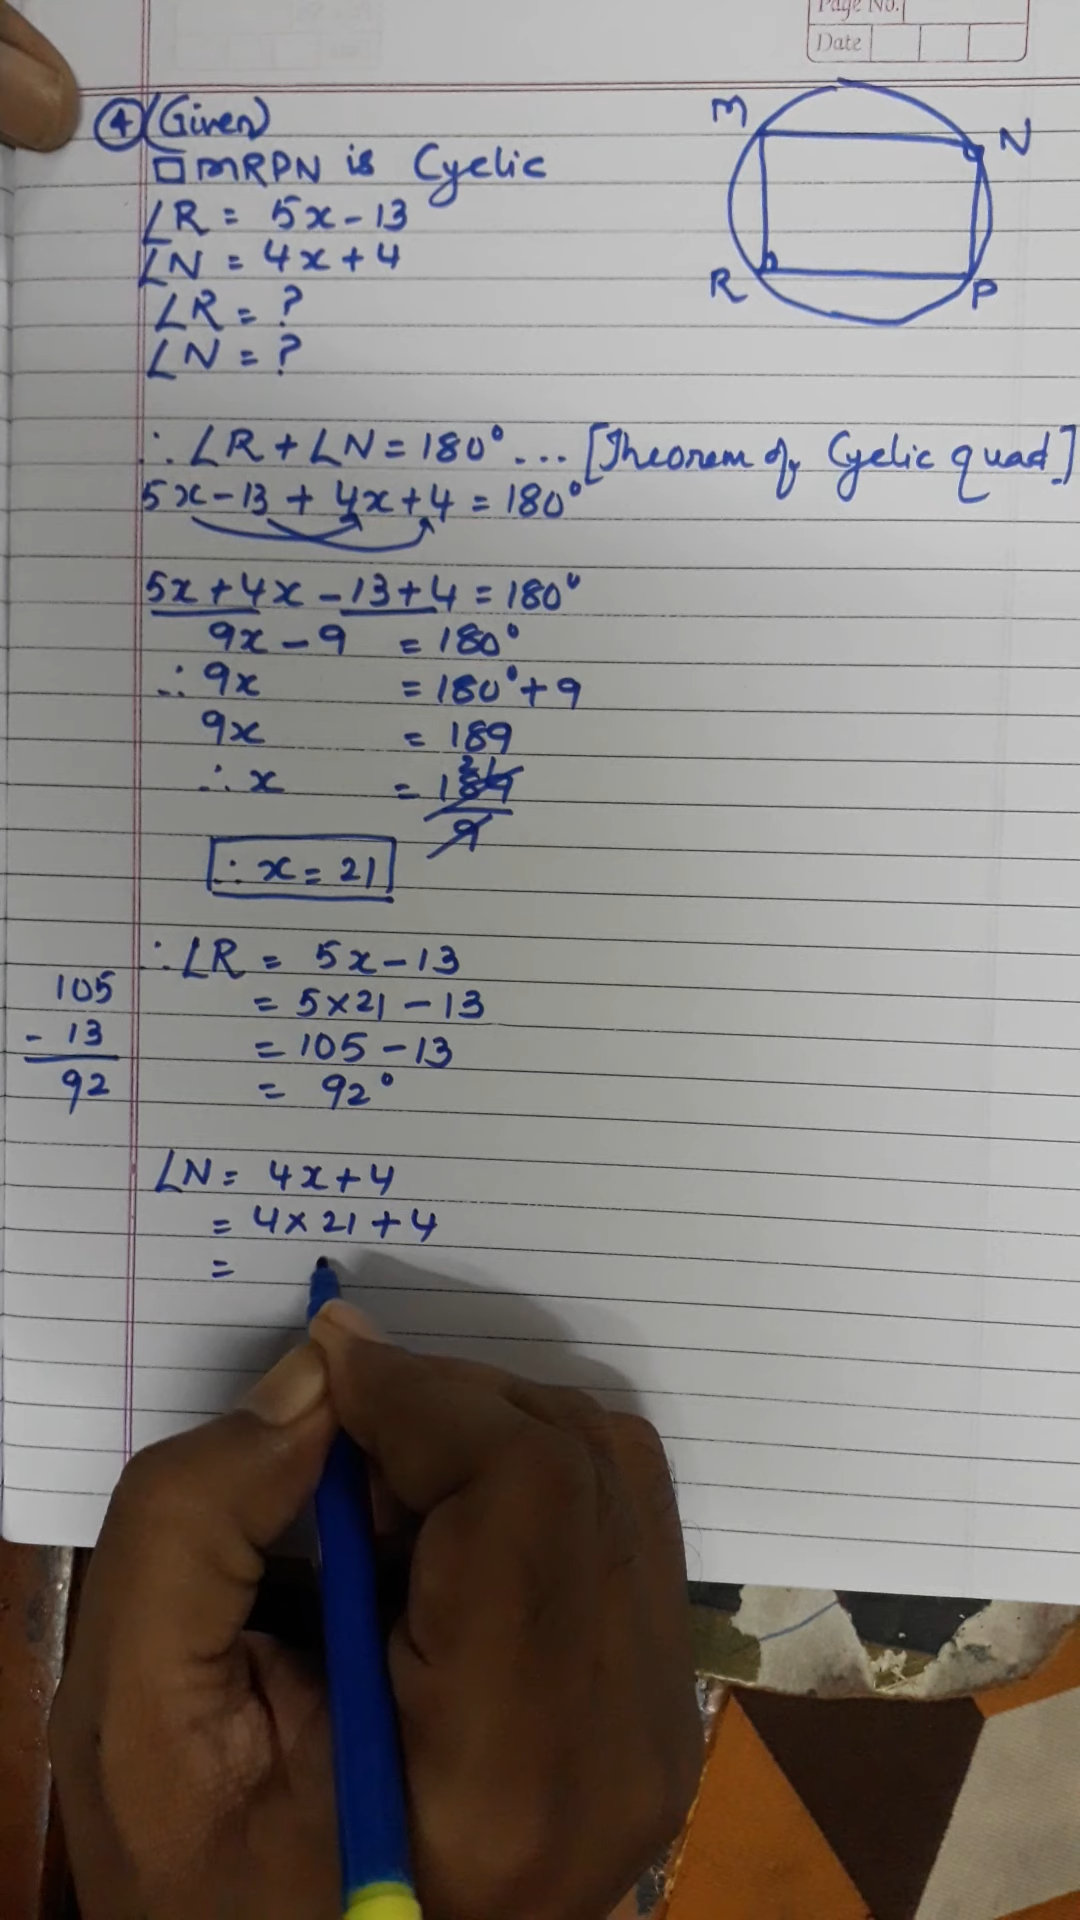 Page No.
Date
④ (Given)
□MRPN is Cyclic
∠R = 5x - 13
∠N = 4x + 4
∠R = ?
∠N = ?
M
N
R
P
∴ ∠R + ∠N = 180° ... [Theorem of Cyclic quad]
5x - 13 + 4x + 4 = 180°
5x + 4x - 13 + 4 = 180°
9x - 9 = 180°
∴ 9x = 180° + 9
9x = 189
21
∴ x = 189
9
∴ x = 21
∴ ∠R = 5x - 13
= 5 × 21 - 13
= 105 - 13
= 92°
105
- 13
92
∠N = 4x + 4
= 4 × 21 + 4
=